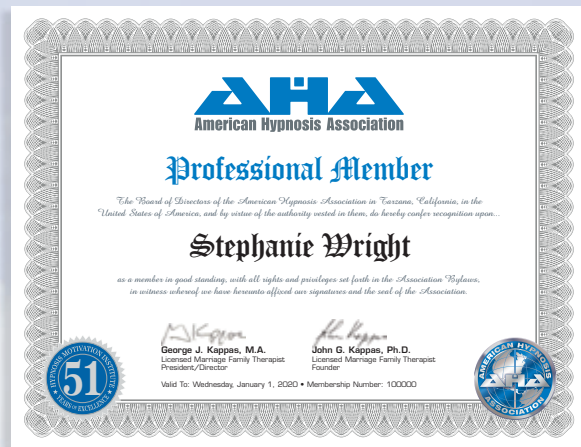 AHA
American Hypnosis Association
Professional Member
The Board of Directors of the American Hypnosis Association in Tarzana, California, in the
United States of America, and by virtue of the authority vested in them, do hereby confer recognition upon...
Stephanie Wright
as a member in good standing, with all rights and privileges set forth in the Association Bylaws,
in witness whereof we have hereunto affixed our signatures and the seal of the Association.
George J. Kappas, M.A.
Licensed Marriage Family Therapist
President/Director
John G. Kappas, Ph.D.
Licensed Marriage Family Therapist
Founder
Valid To: Wednesday, January 1, 2020 • Membership Number: 100000
HYPNOSIS MOTIVATION INSTITUTE
51
YEARS OF EXCELLENCE
AMERICAN HYPNOSIS
AHA
ASSOCIATION